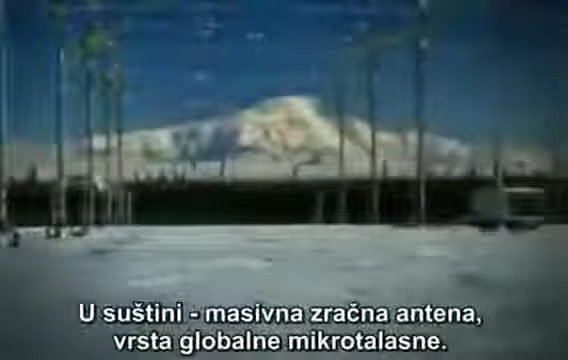 U suštini - masivna zračna antena,
vrsta globalne mikrotalasne.